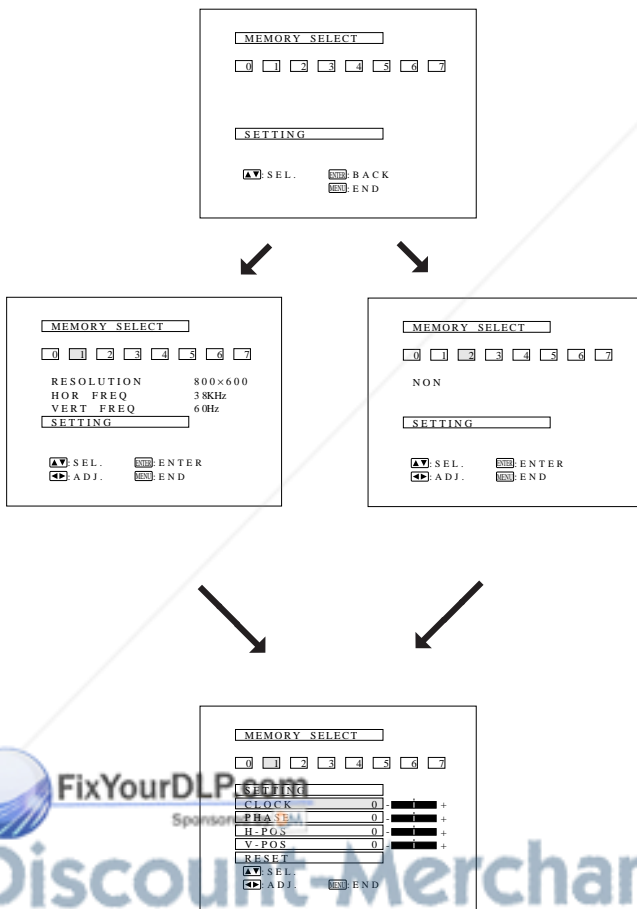 MEMORY SELECT
0 1 2 3 4 5 6 7
SETTING
▲▼:SEL. ENTER:BACK
MENU:END
MEMORY SELECT
0 1 2 3 4 5 6 7
RESOLUTION 800×600
HOR FREQ 38KHz
VERT FREQ 60Hz
SETTING
▲▼:SEL. ENTER:ENTER
◀▶:ADJ. MENU:END
MEMORY SELECT
0 1 2 3 4 5 6 7
NON
SETTING
▲▼:SEL. ENTER:ENTER
◀▶:ADJ. MENU:END
MEMORY SELECT
0 1 2 3 4 5 6 7
SETTING
CLOCK 0 - +
PHASE 0 - +
H-POS 0 - +
V-POS 0 - +
RESET
▲▼:SEL.
◀▶:ADJ. MENU:END
FixYourDLP.com
Discount-Merchan